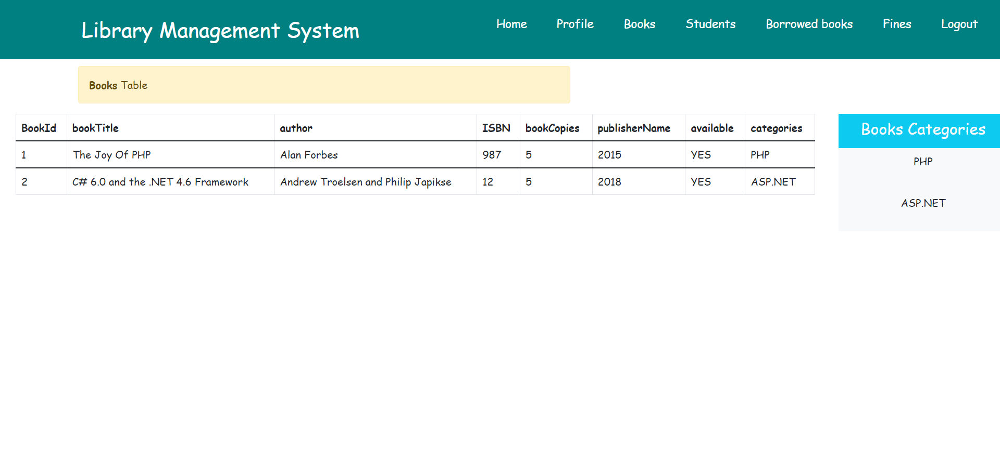 Library Management System Home Profile Books Students Borrowed books Fines Logout
Books Table
BookId bookTitle author ISBN bookCopies publisherName available categories
1 The Joy Of PHP Alan Forbes 987 5 2015 YES PHP
2 C# 6.0 and the .NET 4.6 Framework Andrew Troelsen and Philip Japikse 12 5 2018 YES ASP.NET
Books Categories
PHP
ASP.NET